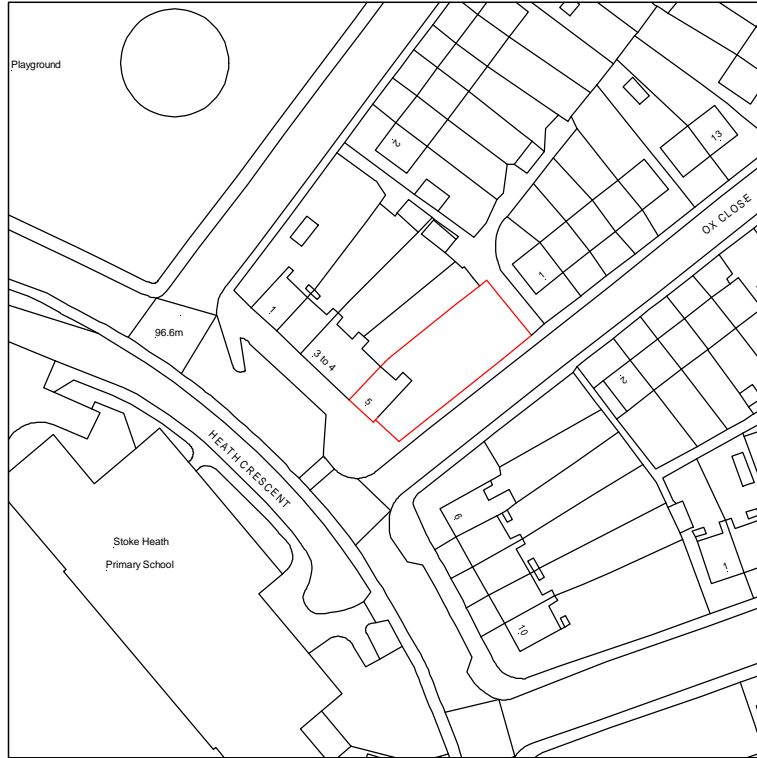 Playground
2
13
OX CLOSE
1
1
96.6m
3 to 4
2
5
HEATH CRESCENT
6
Stoke Heath
Primary School
1
10